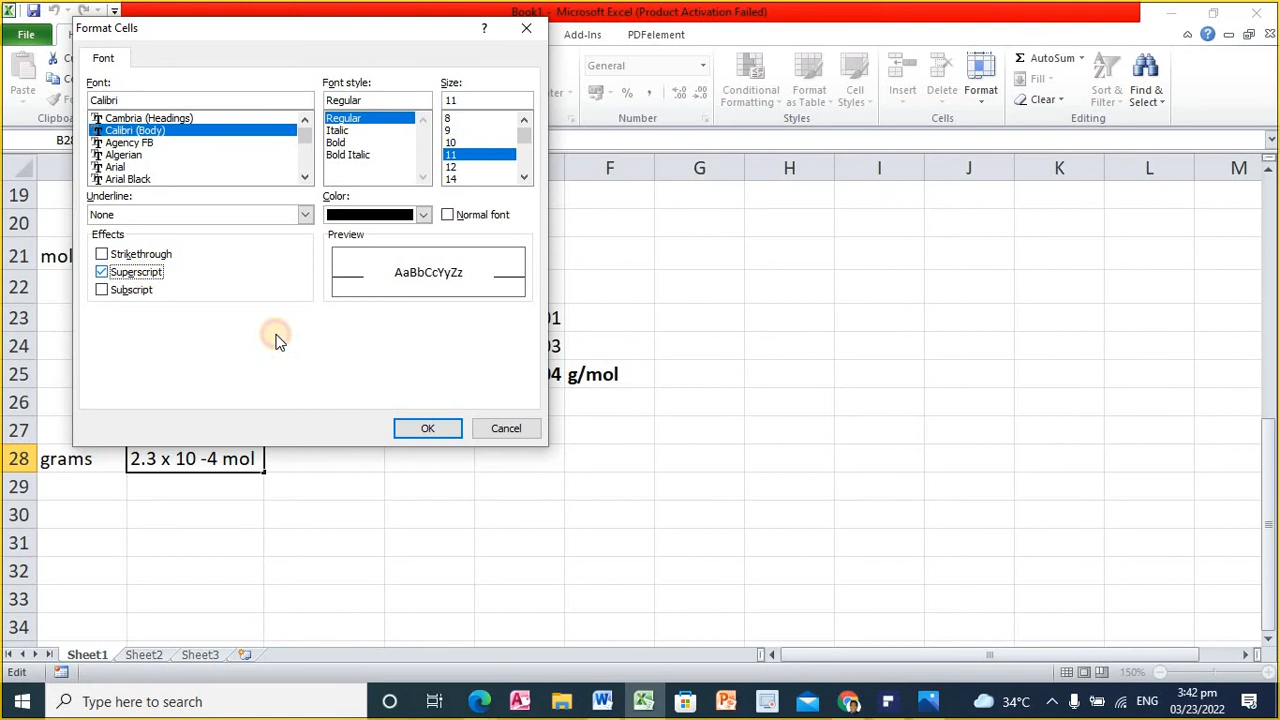 Book1 - Microsoft Excel (Product Activation Failed)
Format Cells
?
File
Add-Ins
PDFelement
Font
Paste
Clipboa
Font:
Calibri
Cambria (Headings)
Calibri (Body)
Agency FB
Algerian
Arial
Arial Black
Font style:
Regular
Regular
Italic
Bold
Bold Italic
Size:
11
8
9
10
11
12
14
Underline:
None
Color:
Normal font
Effects
Strikethrough
Superscript
Subscript
Preview
AaBbCcYyZz
OK
Cancel
General
Number
Conditional
Formatting
Format
as Table
Cell
Styles
Styles
Insert
Delete
Format
Cells
AutoSum
Fill
Clear
Sort &
Filter
Find &
Select
Editing
B28
F G H I J K L M
19
20
21 mol
22
23 01
24 03
25 04 g/mol
26
27
28 grams 2.3 x 10 -4 mol
29
30
31
32
33
34
Sheet1 Sheet2 Sheet3
Edit
150%
Type here to search
34°C
ENG
3:42 pm
03/23/2022